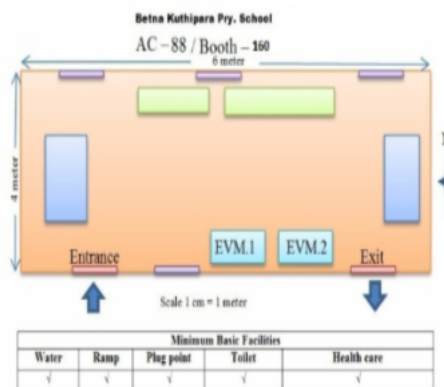 Betna Kuthipara Pry. School
AC – 88 / Booth – 160
6 meter
4 meter
EVM.1
EVM.2
Entrance
Exit
Scale 1 cm = 1 meter
Minimum Basic Facilities
Water Ramp Plug point Toilet Health care
√ √ √ √ √